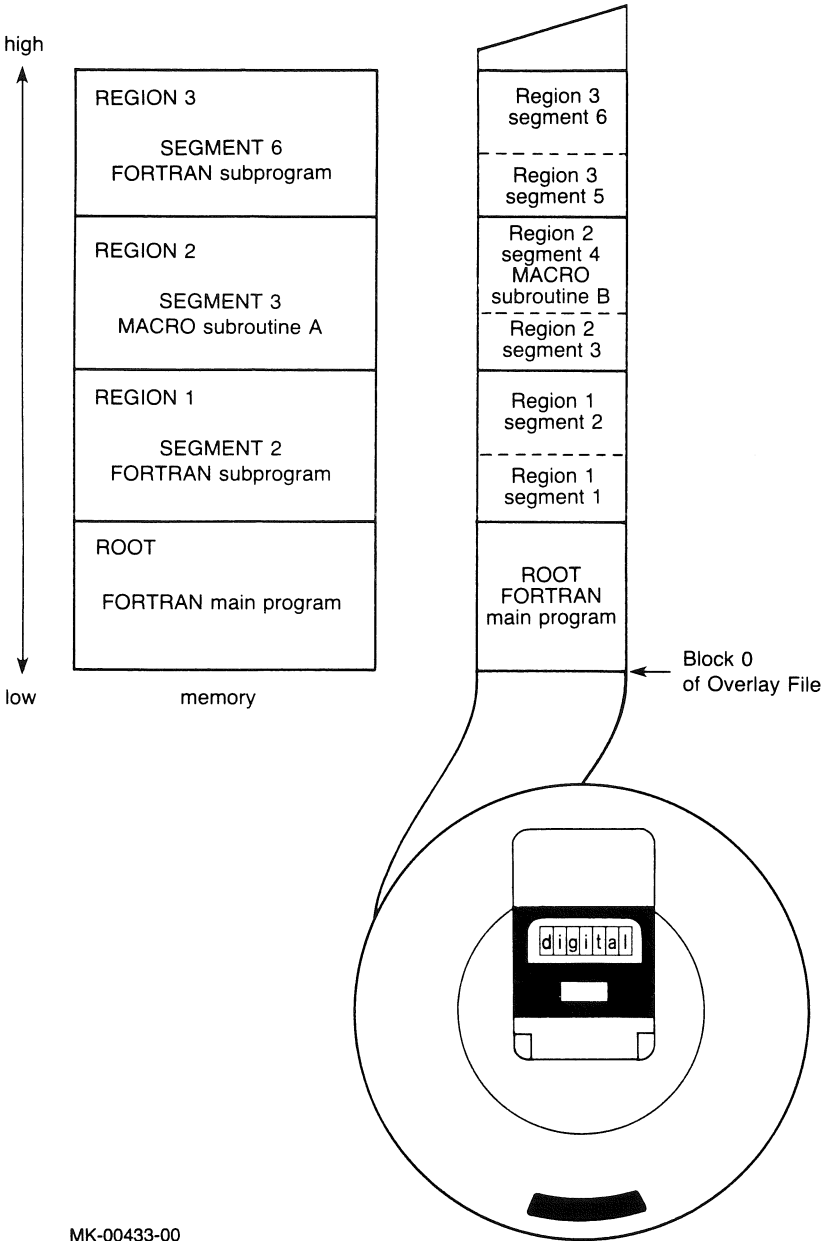 high
REGION 3
SEGMENT 6
FORTRAN subprogram
REGION 2
SEGMENT 3
MACRO subroutine A
REGION 1
SEGMENT 2
FORTRAN subprogram
ROOT
FORTRAN main program
low
memory
Region 3
segment 6
Region 3
segment 5
Region 2
segment 4
MACRO
subroutine B
Region 2
segment 3
Region 1
segment 2
Region 1
segment 1
ROOT
FORTRAN
main program
Block 0
of Overlay File
digital
MK-00433-00